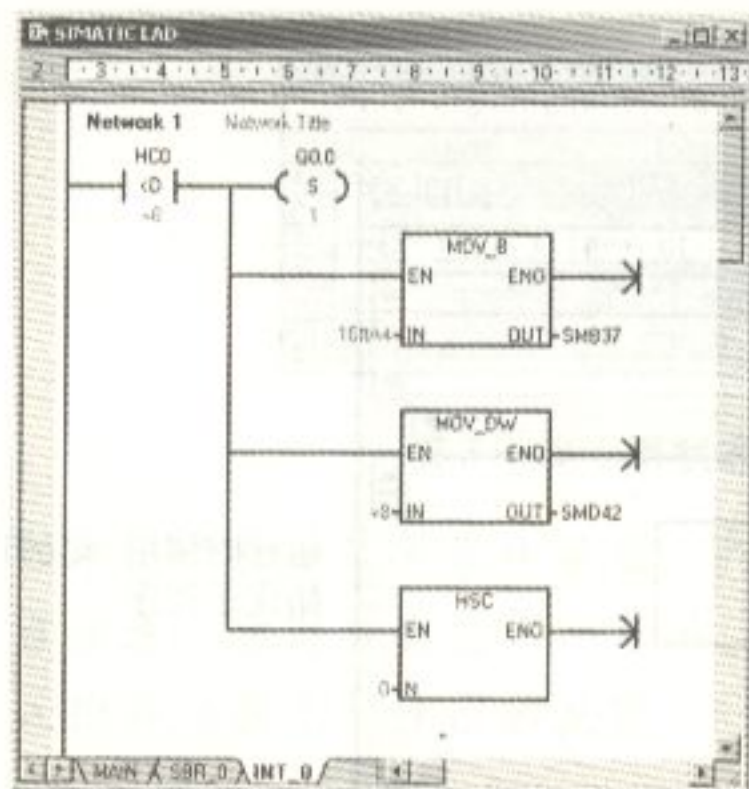 SIMATIC LAD
2 · 3 · ı · 4 · ı · 5 · ı · 6 · ı · 7 · ı · 8 · ı · 9 · ı · 10 · ı · 11 · ı · 12 · ı · 13
Network 1 Network Title
HC0 Q0.0
<D S
1
MOV_B
EN ENO
IN OUT SMB37
MOV_DW
EN ENO
+8 IN OUT SMD42
HSC
EN ENO
0 N
MAIN SBR_0 INT_0